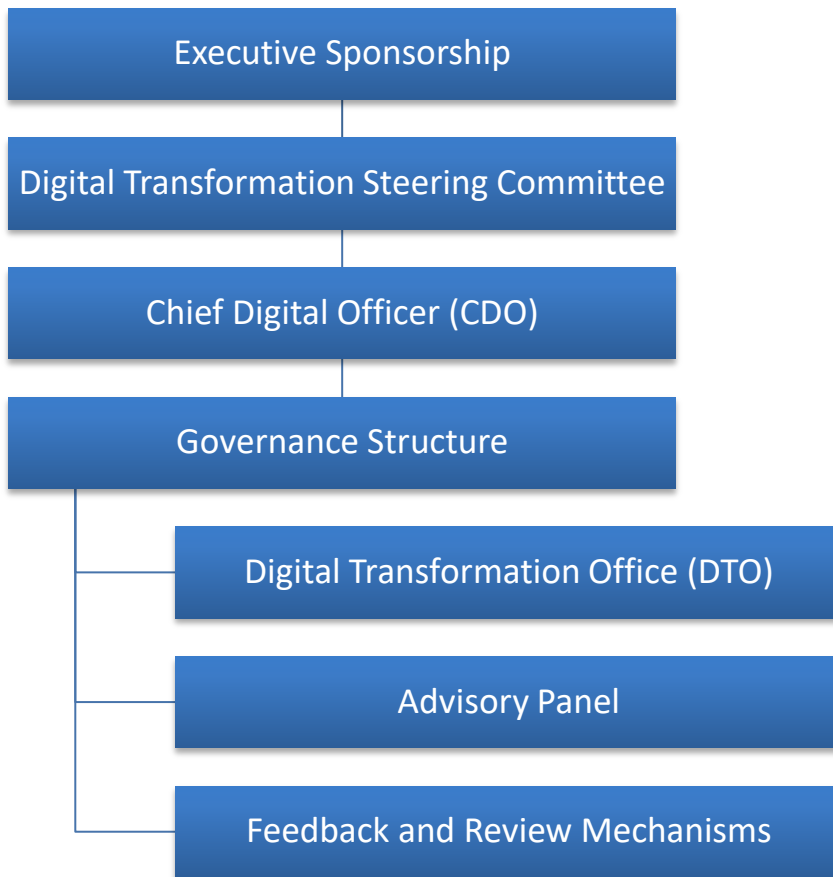 Executive Sponsorship
Digital Transformation Steering Committee
Chief Digital Officer (CDO)
Governance Structure
Digital Transformation Office (DTO)
Advisory Panel
Feedback and Review Mechanisms